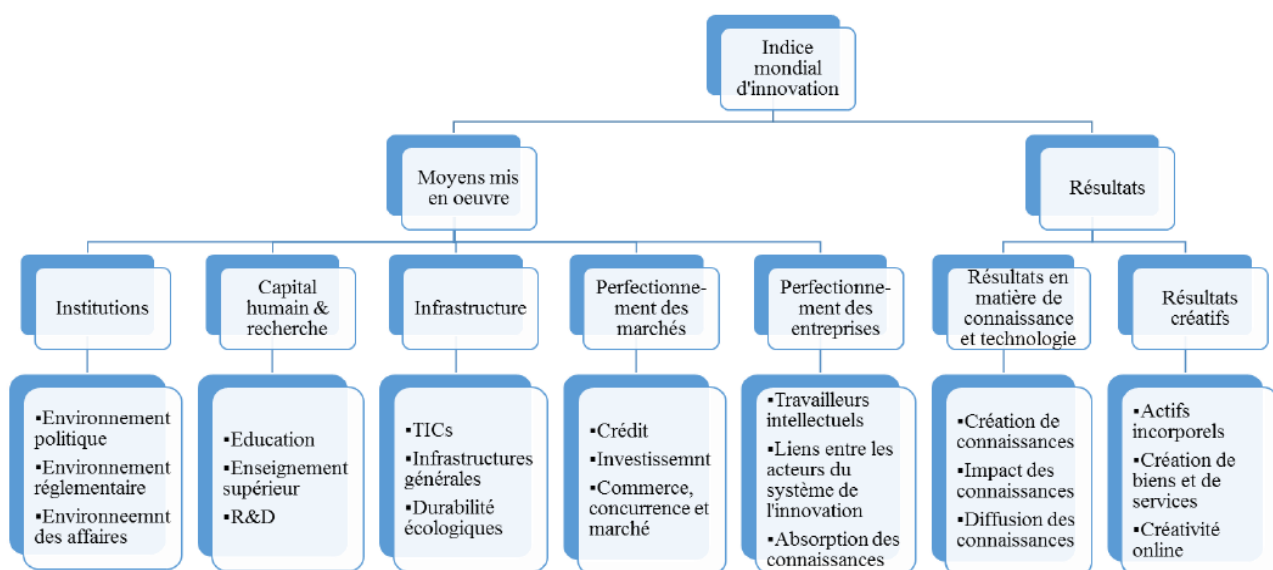 Indice
mondial
d'innovation
Moyens mis
en oeuvre
Résultats
Institutions
Capital
humain &
recherche
Infrastructure
Perfectionne-
ment des
marchés
Perfectionne-
ment des
entreprises
Résultats en
matière de
connaissance
et technologie
Résultats
créatifs
▪Environnement
politique
▪Environnement
réglementaire
▪Environneemnt
des affaires
▪Education
▪Enseignement
supérieur
▪R&D
▪TICs
▪Infrastructures
générales
▪Durabilité
écologiques
▪Crédit
▪Investissemnt
▪Commerce,
concurrence et
marché
▪Travailleurs
intellectuels
▪Liens entre les
acteurs du
système de
l'innovation
▪Absorption des
connaissances
▪Création de
connaissances
▪Impact des
connaissances
▪Diffusion des
connaissances
▪Actifs
incorporels
▪Création de
biens et de
services
▪Créativité
online